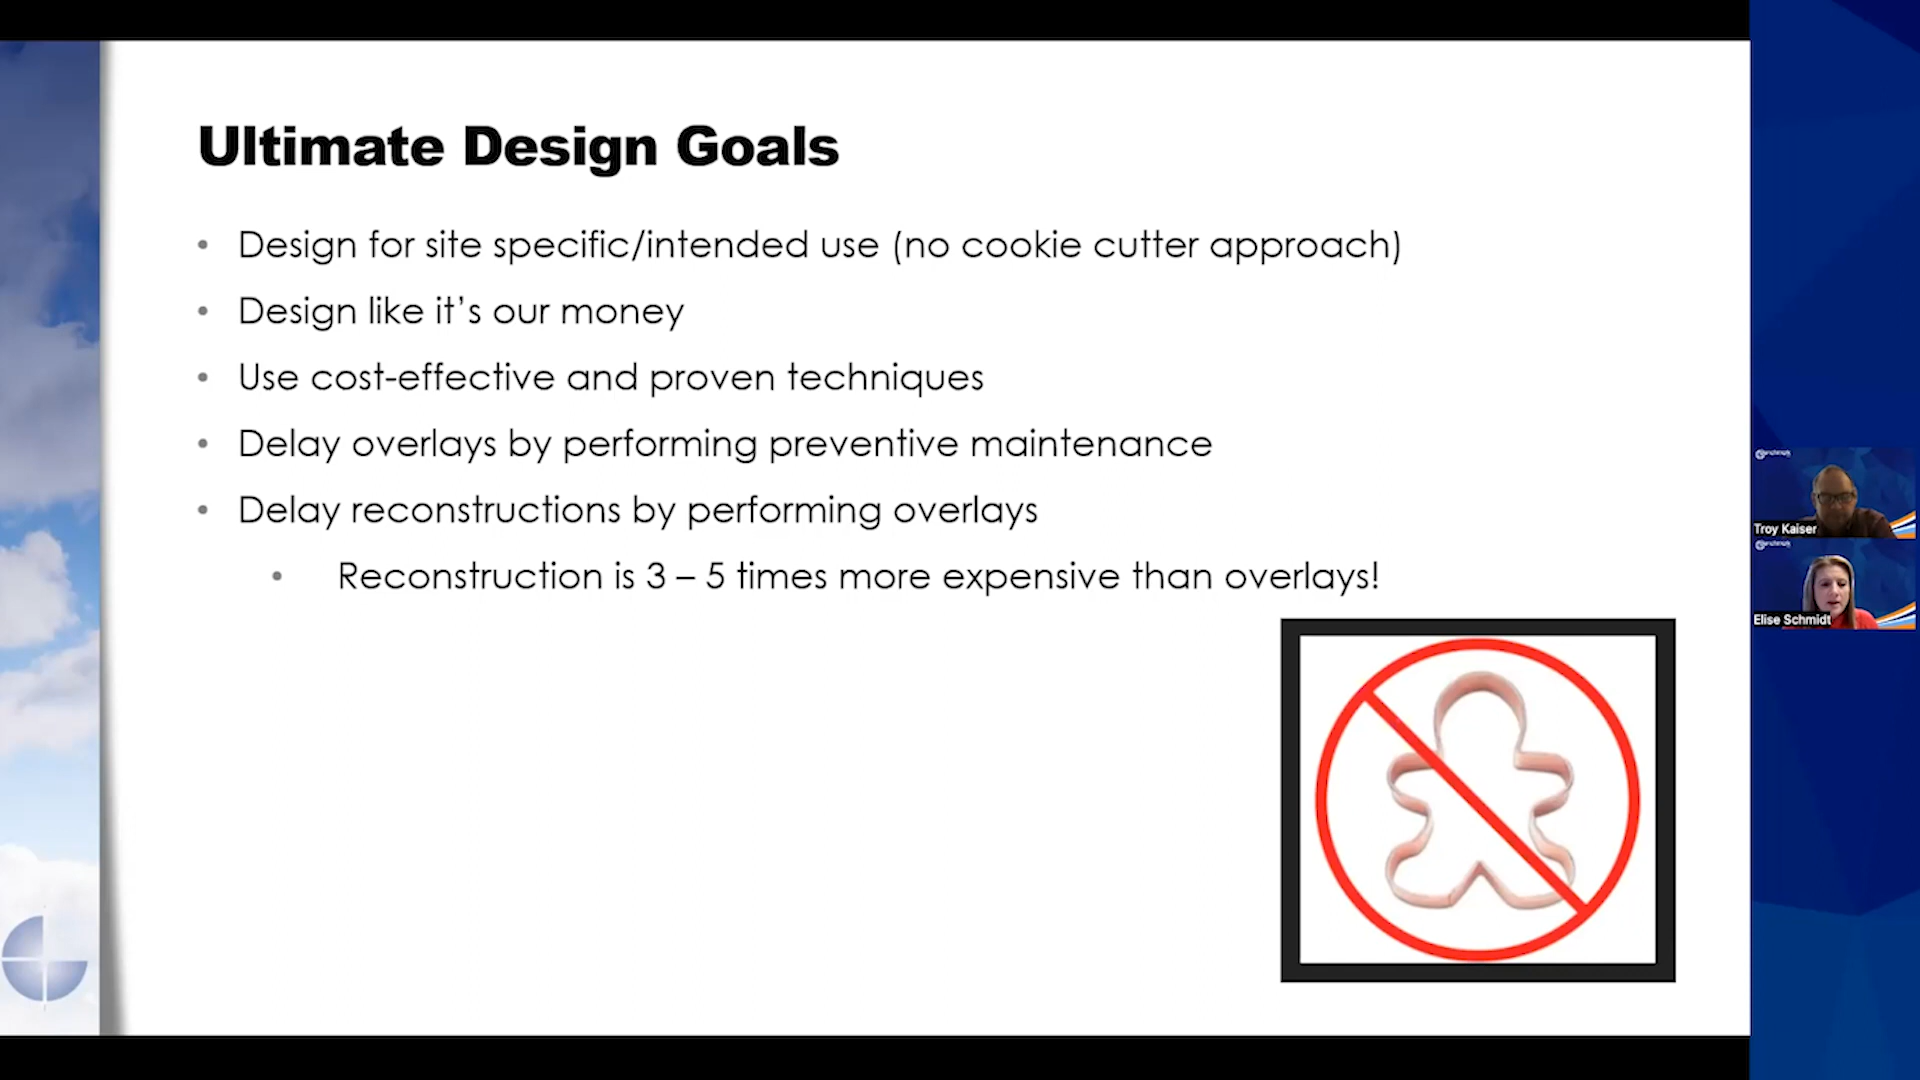 Ultimate Design Goals
• Design for site specific/intended use (no cookie cutter approach)
• Design like it’s our money
• Use cost-effective and proven techniques
• Delay overlays by performing preventive maintenance
• Delay reconstructions by performing overlays
• Reconstruction is 3 – 5 times more expensive than overlays!
Troy Kaiser
Elise Schmidt